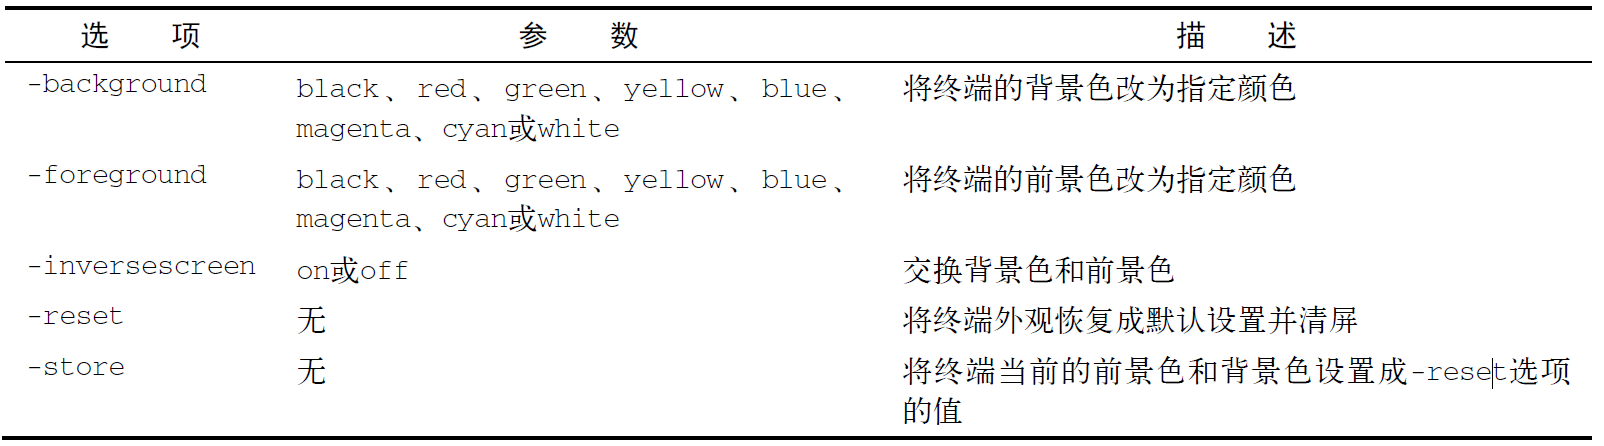 选 项 参 数 描 述
-background black、red、green、yellow、blue、 将终端的背景色改为指定颜色
magenta、cyan或white
-foreground black、red、green、yellow、blue、 将终端的前景色改为指定颜色
magenta、cyan或white
-inversescreen on或off 交换背景色和前景色
-reset 无 将终端外观恢复成默认设置并清屏
-store 无 将终端当前的前景色和背景色设置成-reset选项
的值